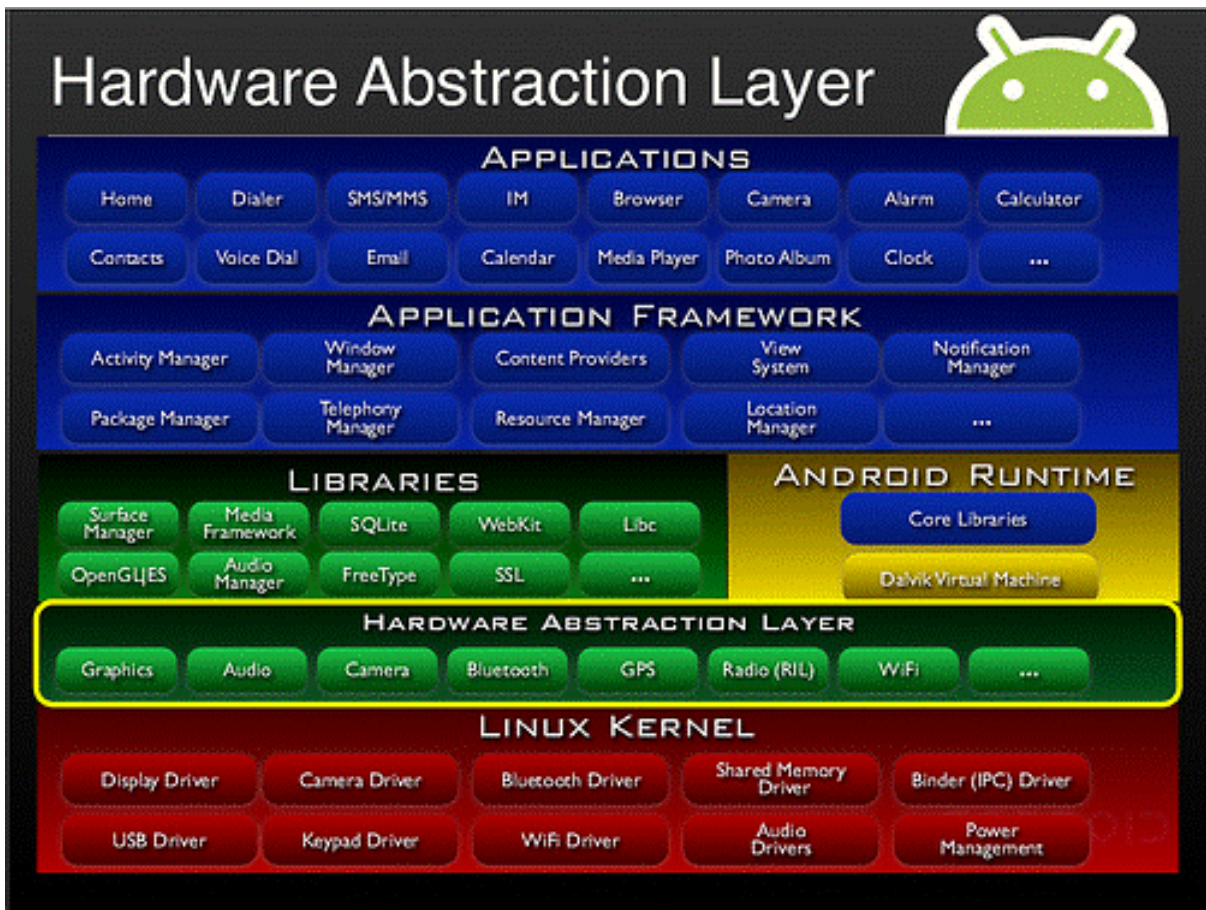 Hardware Abstraction Layer
APPLICATIONS
Home Dialer SMS/MMS IM Browser Camera Alarm Calculator
Contacts Voice Dial Email Calendar Media Player Photo Album Clock ...
APPLICATION FRAMEWORK
Activity Manager Window Manager Content Providers View System Notification Manager
Package Manager Telephony Manager Resource Manager Location Manager ...
LIBRARIES
Surface Manager Media Framework SQLite WebKit Libc
OpenGL|ES Audio Manager FreeType SSL ...
ANDROID RUNTIME
Core Libraries
Dalvik Virtual Machine
HARDWARE ABSTRACTION LAYER
Graphics Audio Camera Bluetooth GPS Radio (RIL) WiFi ...
LINUX KERNEL
Display Driver Camera Driver Bluetooth Driver Shared Memory Driver Binder (IPC) Driver
USB Driver Keypad Driver WiFi Driver Audio Drivers Power Management